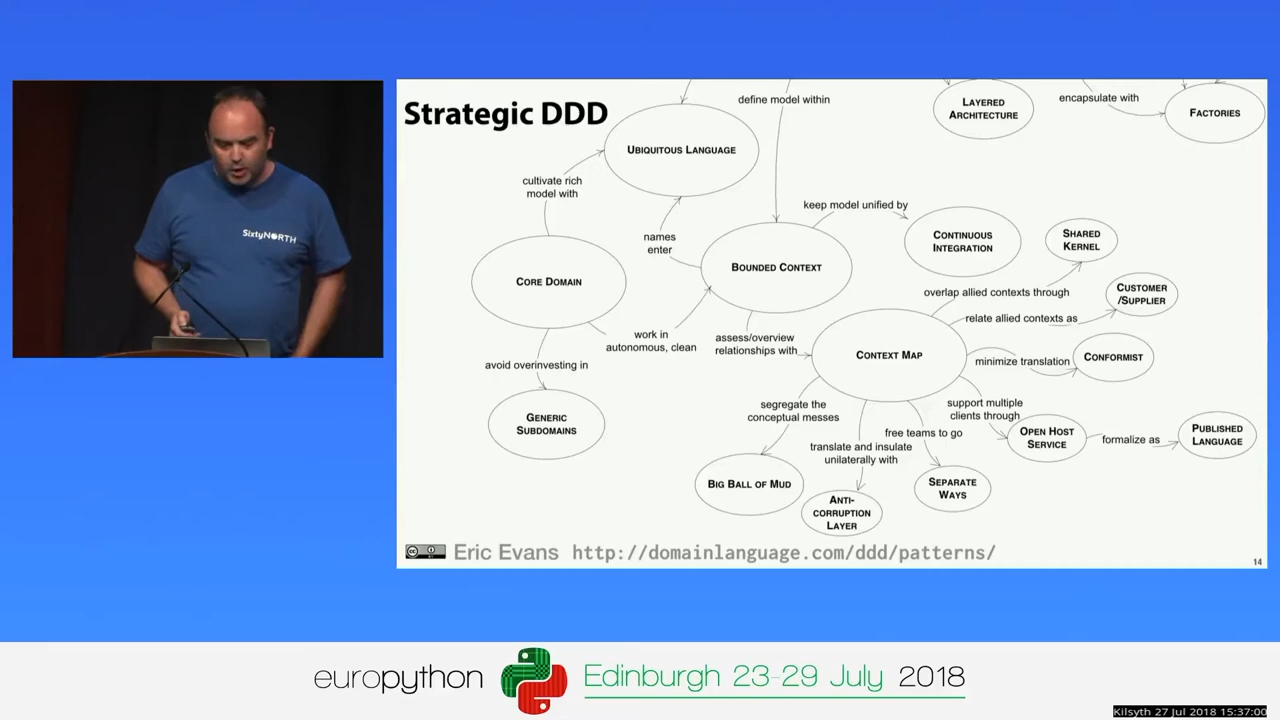 SixtyNORTH
Strategic DDD
define model within
LAYERED
ARCHITECTURE
encapsulate with
FACTORIES
UBIQUITOUS LANGUAGE
cultivate rich
model with
keep model unified by
names
enter
CONTINUOUS
INTEGRATION
SHARED
KERNEL
CORE DOMAIN
BOUNDED CONTEXT
overlap allied contexts through
CUSTOMER
/SUPPLIER
relate allied contexts as
work in
autonomous, clean
assess/overview
relationships with
CONTEXT MAP
minimize translation
CONFORMIST
avoid overinvesting in
GENERIC
SUBDOMAINS
segregate the
conceptual messes
support multiple
clients through
free teams to go
OPEN HOST
SERVICE
formalize as
PUBLISHED
LANGUAGE
translate and insulate
unilaterally with
BIG BALL OF MUD
ANTI-
CORRUPTION
LAYER
SEPARATE
WAYS
cc
Eric Evans http://domainlanguage.com/ddd/patterns/
14
europython
Edinburgh 23-29 July 2018
Kilsyth 27 Jul 2018 15:37:00